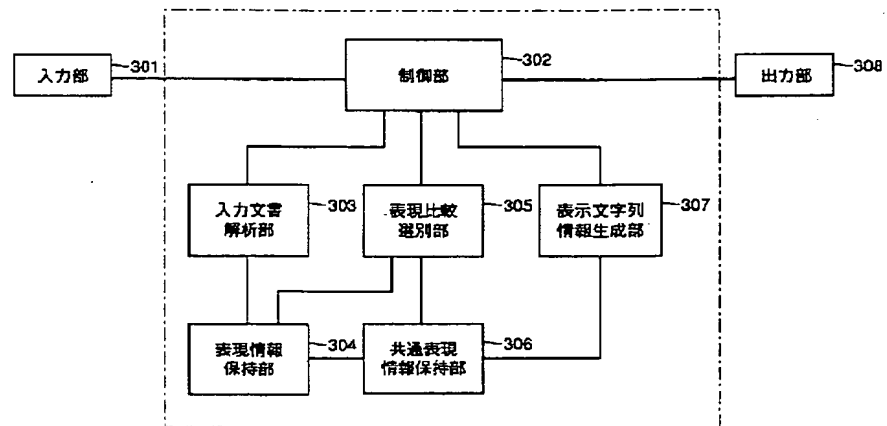 入力部
301
制御部
302
出力部
308
入力文書
解析部
303
表現比較
選別部
305
表示文字列
情報生成部
307
表現情報
保持部
304
共通表現
情報保持部
306